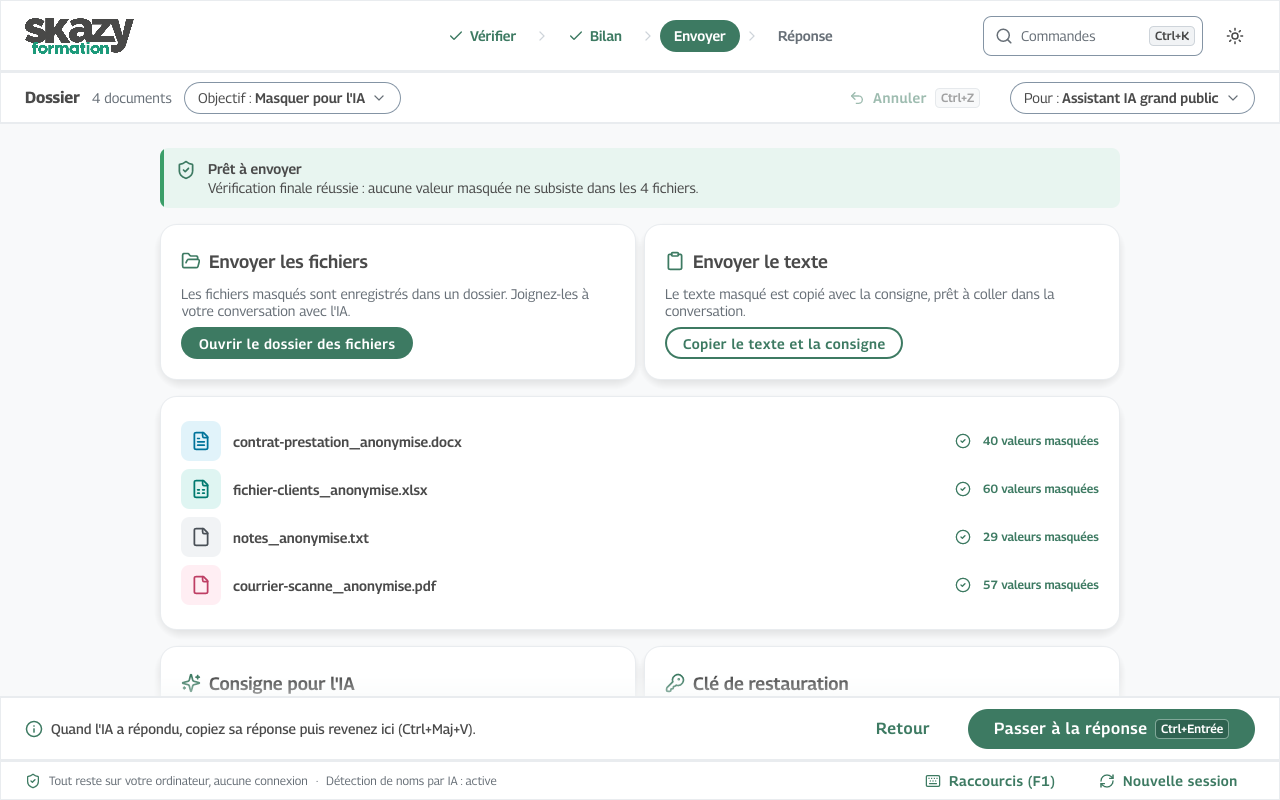 skazy
formation
Vérifier
Bilan
Envoyer
Réponse
Commandes
Ctrl+K
Dossier
4 documents
Objectif : Masquer pour l'IA
Annuler
Ctrl+Z
Pour : Assistant IA grand public
Prêt à envoyer
Vérification finale réussie : aucune valeur masquée ne subsiste dans les 4 fichiers.
Envoyer les fichiers
Les fichiers masqués sont enregistrés dans un dossier. Joignez-les à
votre conversation avec l'IA.
Ouvrir le dossier des fichiers
Envoyer le texte
Le texte masqué est copié avec la consigne, prêt à coller dans la
conversation.
Copier le texte et la consigne
contrat-prestation_anonymise.docx
40 valeurs masquées
fichier-clients_anonymise.xlsx
60 valeurs masquées
notes_anonymise.txt
29 valeurs masquées
courrier-scanne_anonymise.pdf
57 valeurs masquées
Consigne pour l'IA
Clé de restauration
Quand l'IA a répondu, copiez sa réponse puis revenez ici (Ctrl+Maj+V).
Retour
Passer à la réponse
Ctrl+Entrée
Tout reste sur votre ordinateur, aucune connexion · Détection de noms par IA : active
Raccourcis (F1)
Nouvelle session